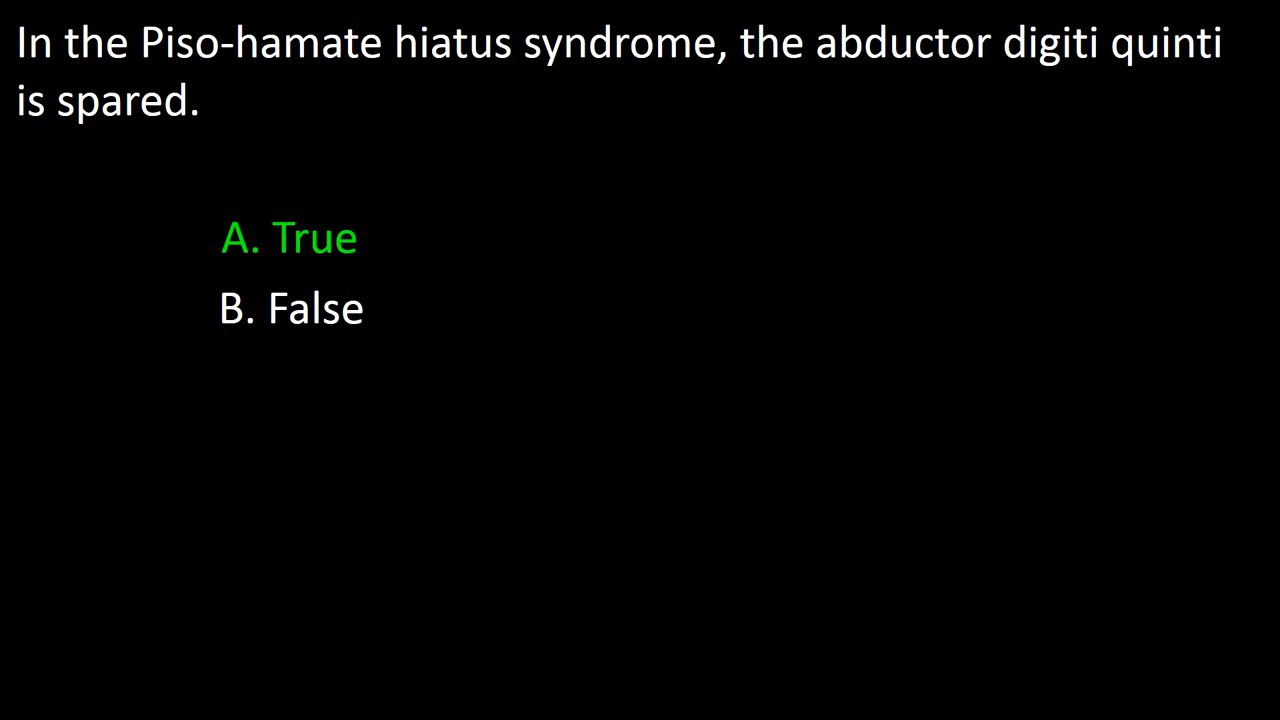 In the Piso-hamate hiatus syndrome, the abductor digiti quinti
is spared.
A. True
B. False